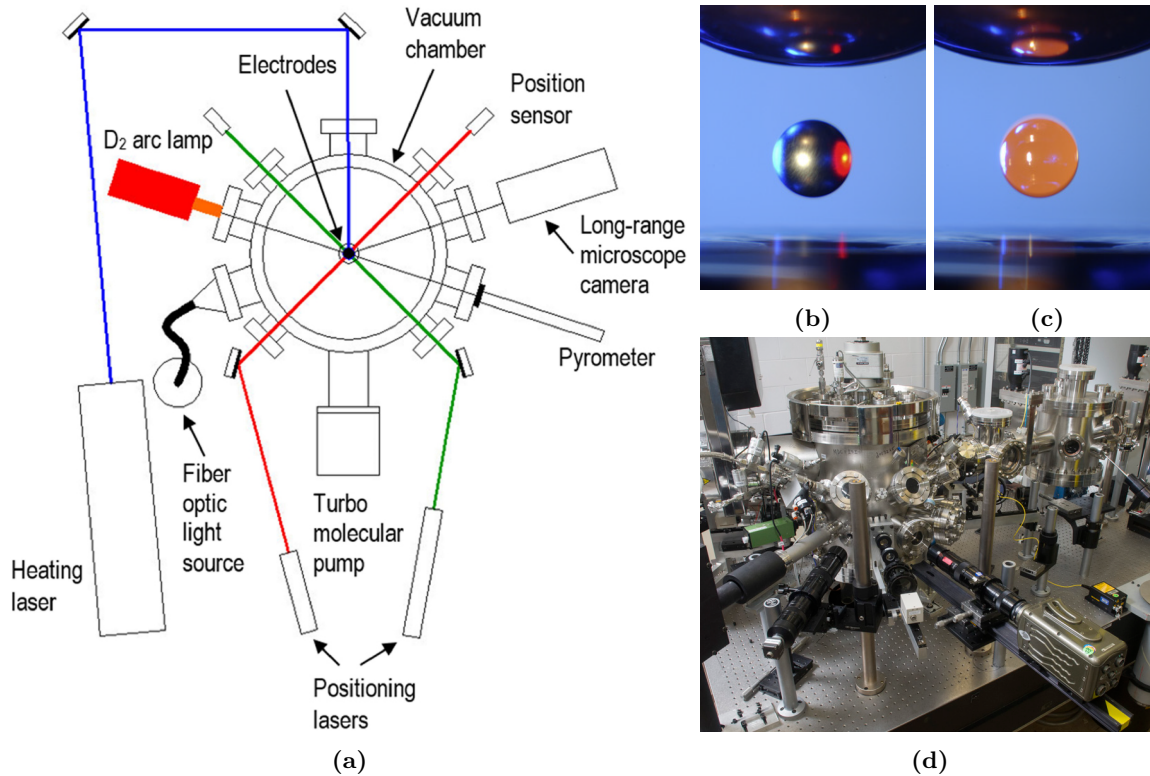 Vacuum
chamber
Electrodes
Position
sensor
D₂ arc lamp
Long-range
microscope
camera
Pyrometer
Fiber
optic
light
source
Turbo
molecular
pump
Heating
laser
Positioning
lasers
(a)
(b)
(c)
(d)